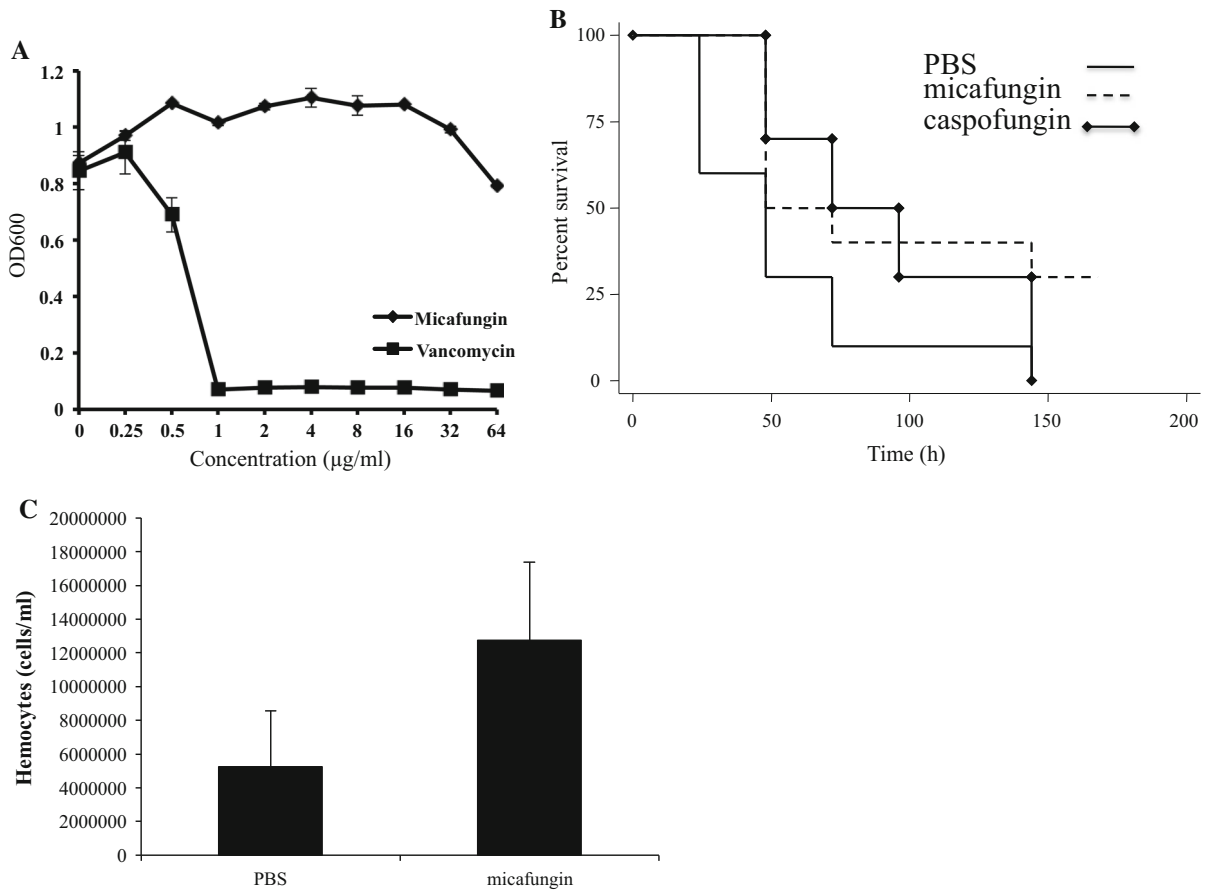 A
1.2
1
0.8
0.6
0.4
0.2
0
OD600
Micafungin
Vancomycin
0 0.25 0.5 1 2 4 8 16 32 64
Concentration (µg/ml)
B
100
75
50
25
0
Percent survival
PBS
micafungin
caspofungin
0 50 100 150 200
Time (h)
C
20000000
18000000
16000000
14000000
12000000
10000000
8000000
6000000
4000000
2000000
0
Hemocytes (cells/ml)
PBS micafungin